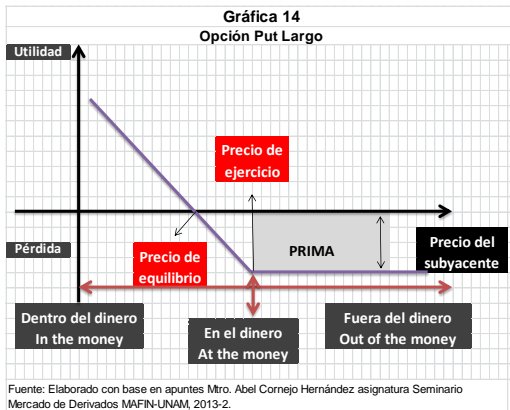 Gráfica 14
Opción Put Largo
Utilidad
Precio de
ejercicio
Pérdida
Precio de
equilibrio
PRIMA
Precio del
subyacente
Dentro del dinero
In the money
En el dinero
At the money
Fuera del dinero
Out of the money
Fuente: Elaborado con base en apuntes Mtro. Abel Cornejo Hernández asignatura Seminario
Mercado de Derivados MAFIN-UNAM, 2013-2.